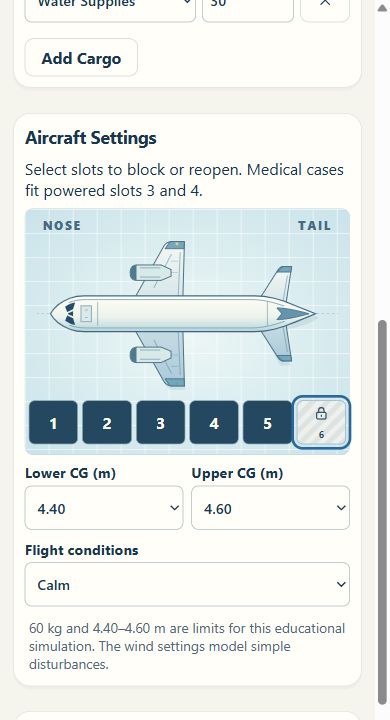 Water Supplies
30
Add Cargo
Aircraft Settings
Select slots to block or reopen. Medical cases
fit powered slots 3 and 4.
NOSE
TAIL
1
2
3
4
5
6
Lower CG (m)
Upper CG (m)
4.40
4.60
Flight conditions
Calm
60 kg and 4.40–4.60 m are limits for this educational
simulation. The wind settings model simple
disturbances.